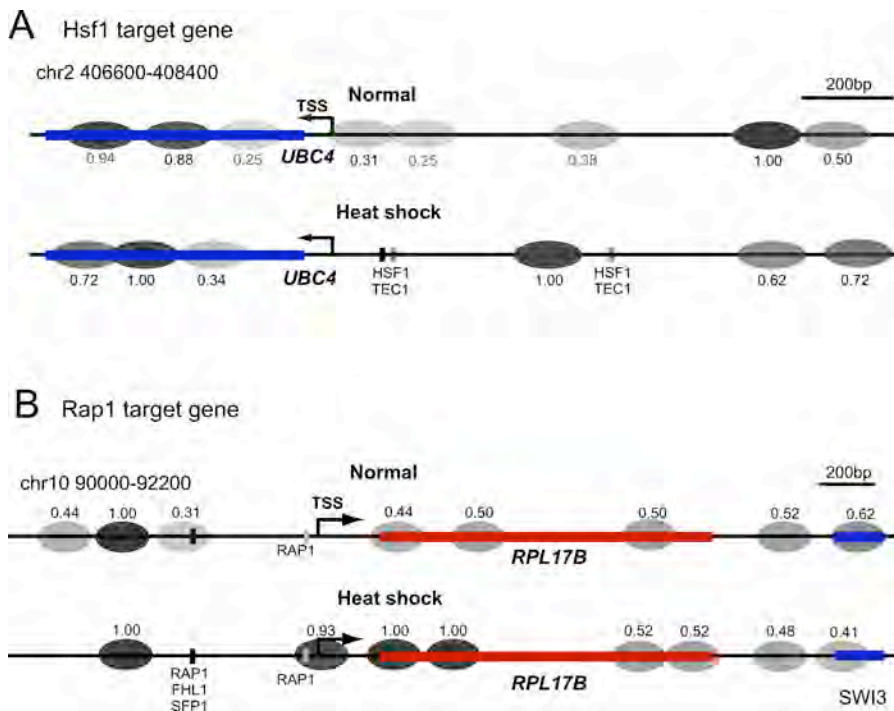 A Hsf1 target gene
chr2 406600-408400
200bp
Normal
TSS
0.94 0.88 0.25 UBC4 0.31 0.25 0.38 1.00 0.50
Heat shock
0.72 1.00 0.34 UBC4 HSF1 TEC1 1.00 HSF1 TEC1 0.62 0.72
B Rap1 target gene
chr10 90000-92200
Normal
200bp
0.44 1.00 0.31 TSS 0.44 0.50 0.50 0.52 0.62
RAP1
RPL17B
Heat shock
1.00 0.93 1.00 1.00 0.52 0.52 0.48 0.41
RAP1 FHL1 SFP1
RAP1
RPL17B
SWI3